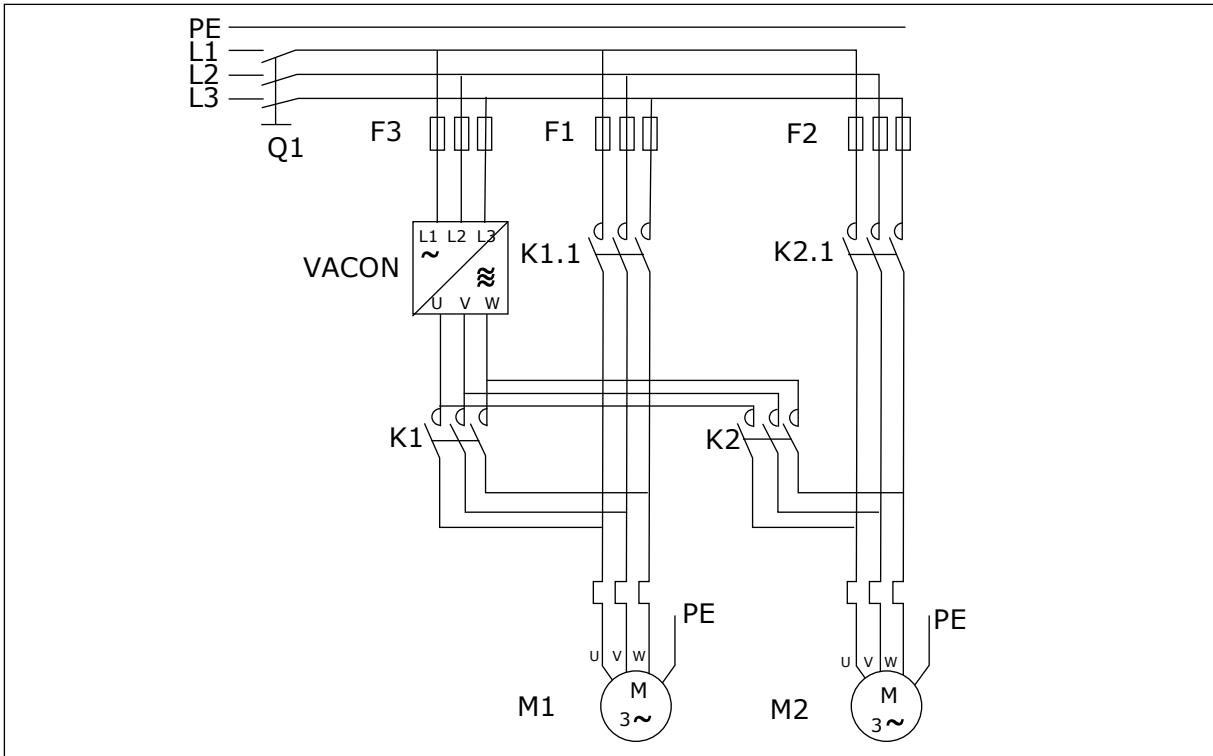 PE
L1
L2
L3
Q1
F3
F1
F2
L1 L2 L3
VACON
U V W
K1.1
K2.1
K1
K2
PE
PE
U V W
U V W
M1
M
3~
M2
M
3~